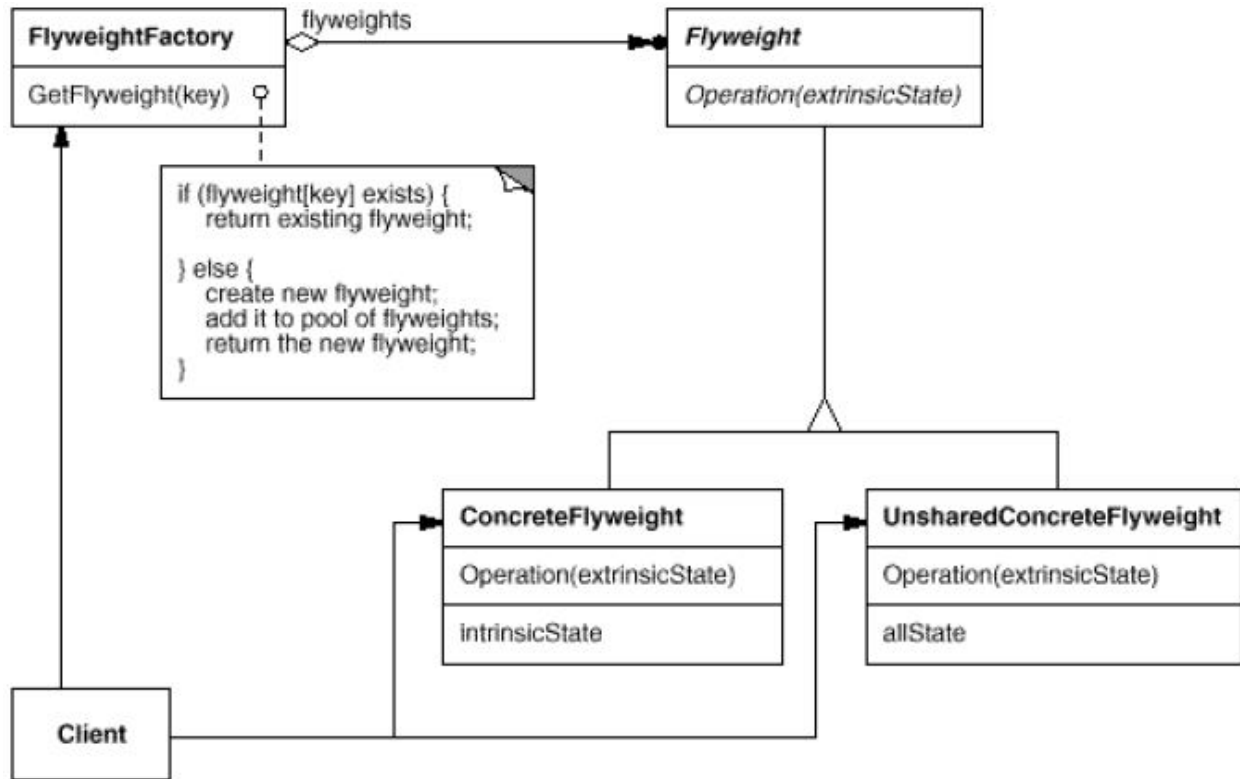 FlyweightFactory
GetFlyweight(key)
flyweights
Flyweight
Operation(extrinsicState)
if (flyweight[key] exists) {
return existing flyweight;
} else {
create new flyweight;
add it to pool of flyweights;
return the new flyweight;
}
ConcreteFlyweight
Operation(extrinsicState)
intrinsicState
UnsharedConcreteFlyweight
Operation(extrinsicState)
allState
Client